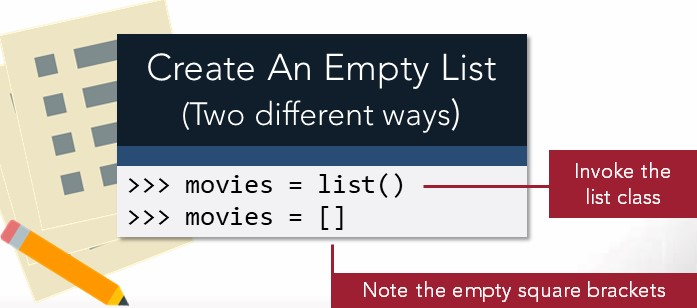 Create An Empty List
(Two different ways)
>>> movies = list()
Invoke the
list class
>>> movies = []
Note the empty square brackets